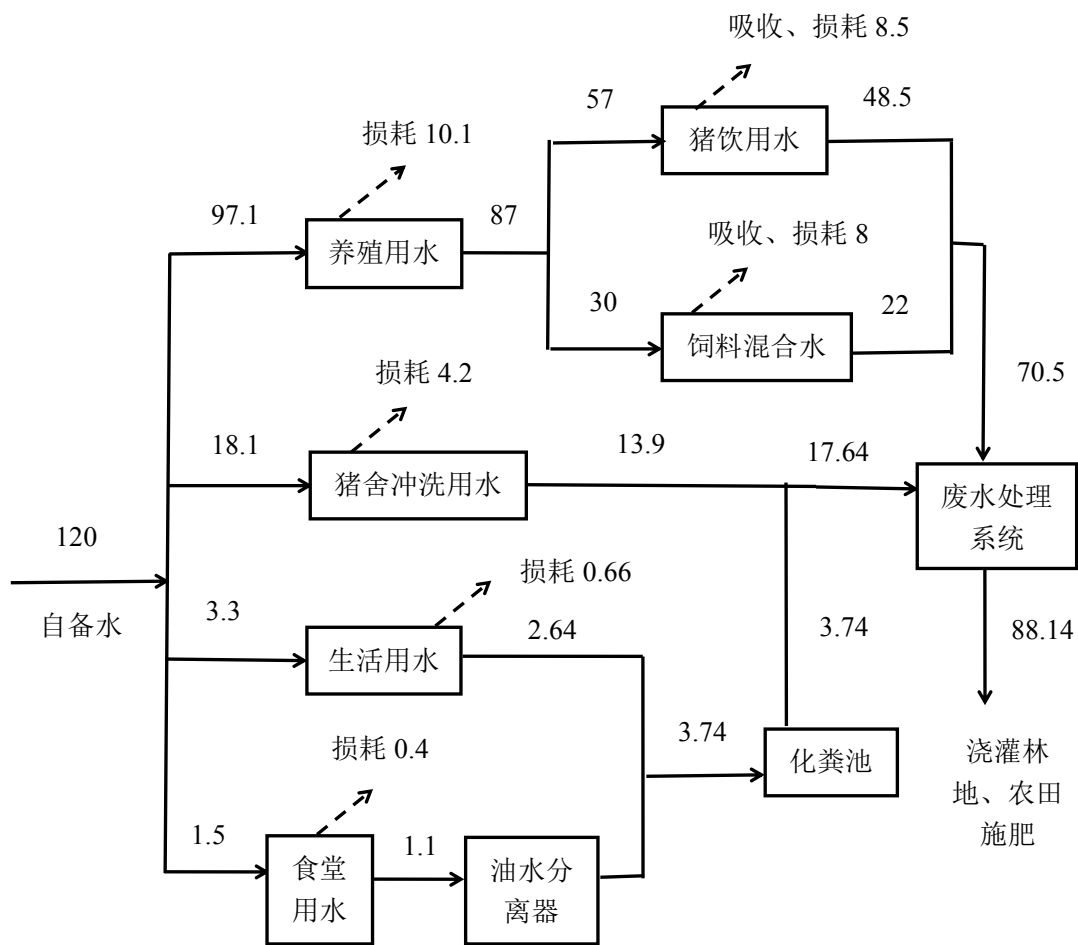 吸收、损耗 8.5
57
48.5
猪饮用水
损耗 10.1
97.1
87
养殖用水
吸收、损耗 8
30
22
饲料混合水
70.5
损耗 4.2
18.1
13.9
17.64
猪舍冲洗用水
废水处理
系统
120
自备水
损耗 0.66
3.3
2.64
3.74
88.14
生活用水
损耗 0.4
3.74
化粪池
浇灌林
地、农田
施肥
1.5
1.1
食堂
用水
油水分
离器